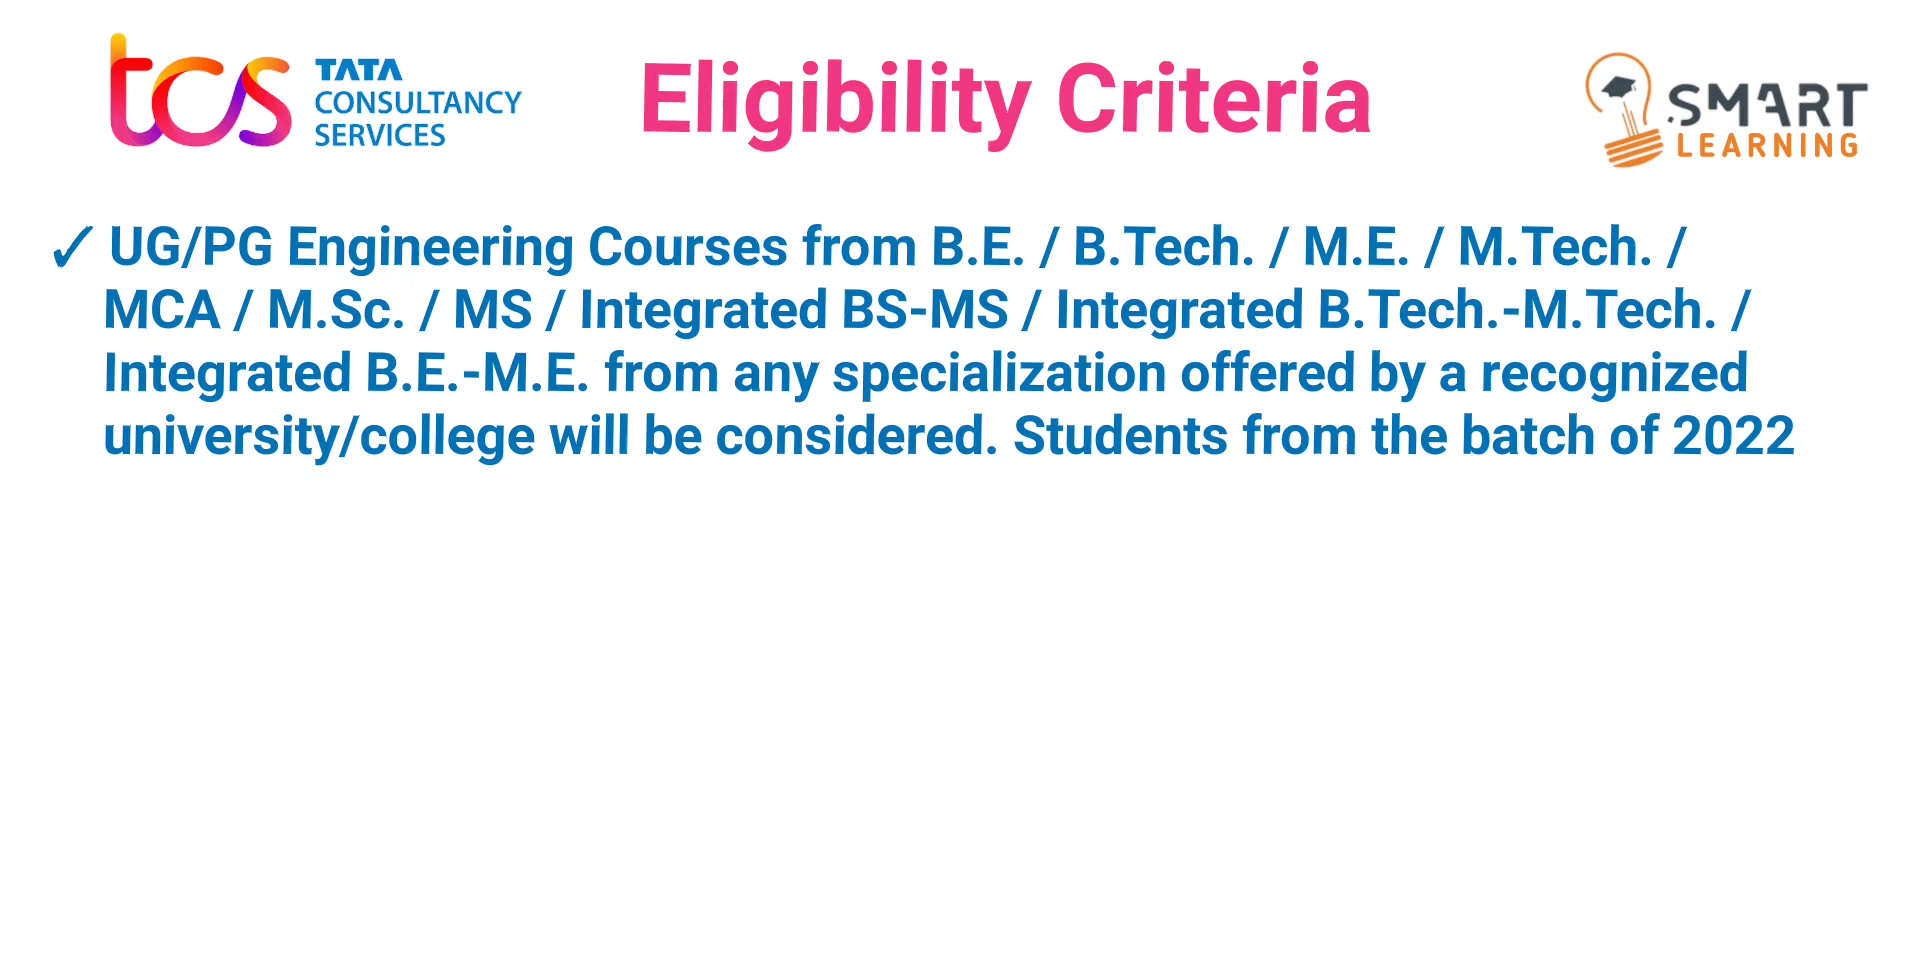 tcs TATA CONSULTANCY SERVICES
Eligibility Criteria
SMART LEARNING
✓ UG/PG Engineering Courses from B.E. / B.Tech. / M.E. / M.Tech. /
MCA / M.Sc. / MS / Integrated BS-MS / Integrated B.Tech.-M.Tech. /
Integrated B.E.-M.E. from any specialization offered by a recognized
university/college will be considered. Students from the batch of 2022